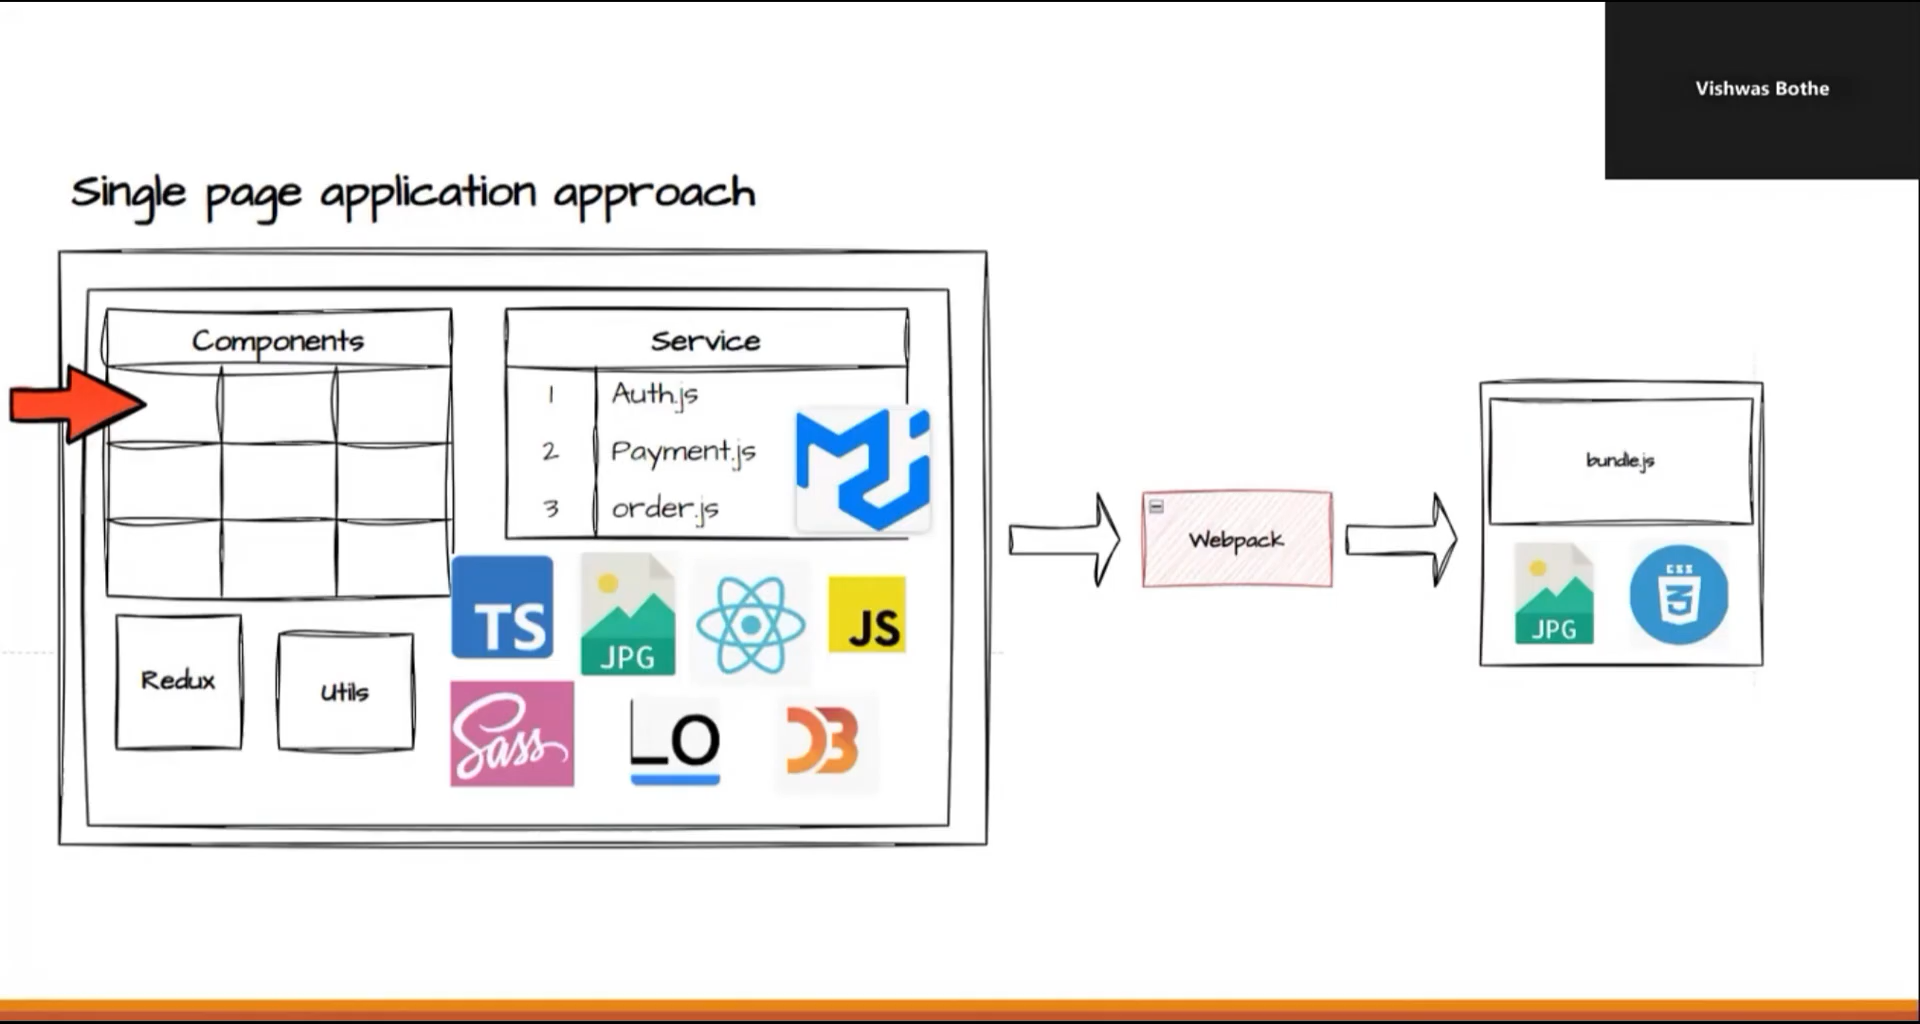 Vishwas Bothe
Single page application approach
Components
Service
1 Auth.js
2 Payment.js
3 order.js
TS
JPG
JS
Redux
Utils
Sass
LO
D3
Webpack
bundle.js
JPG
CSS
3